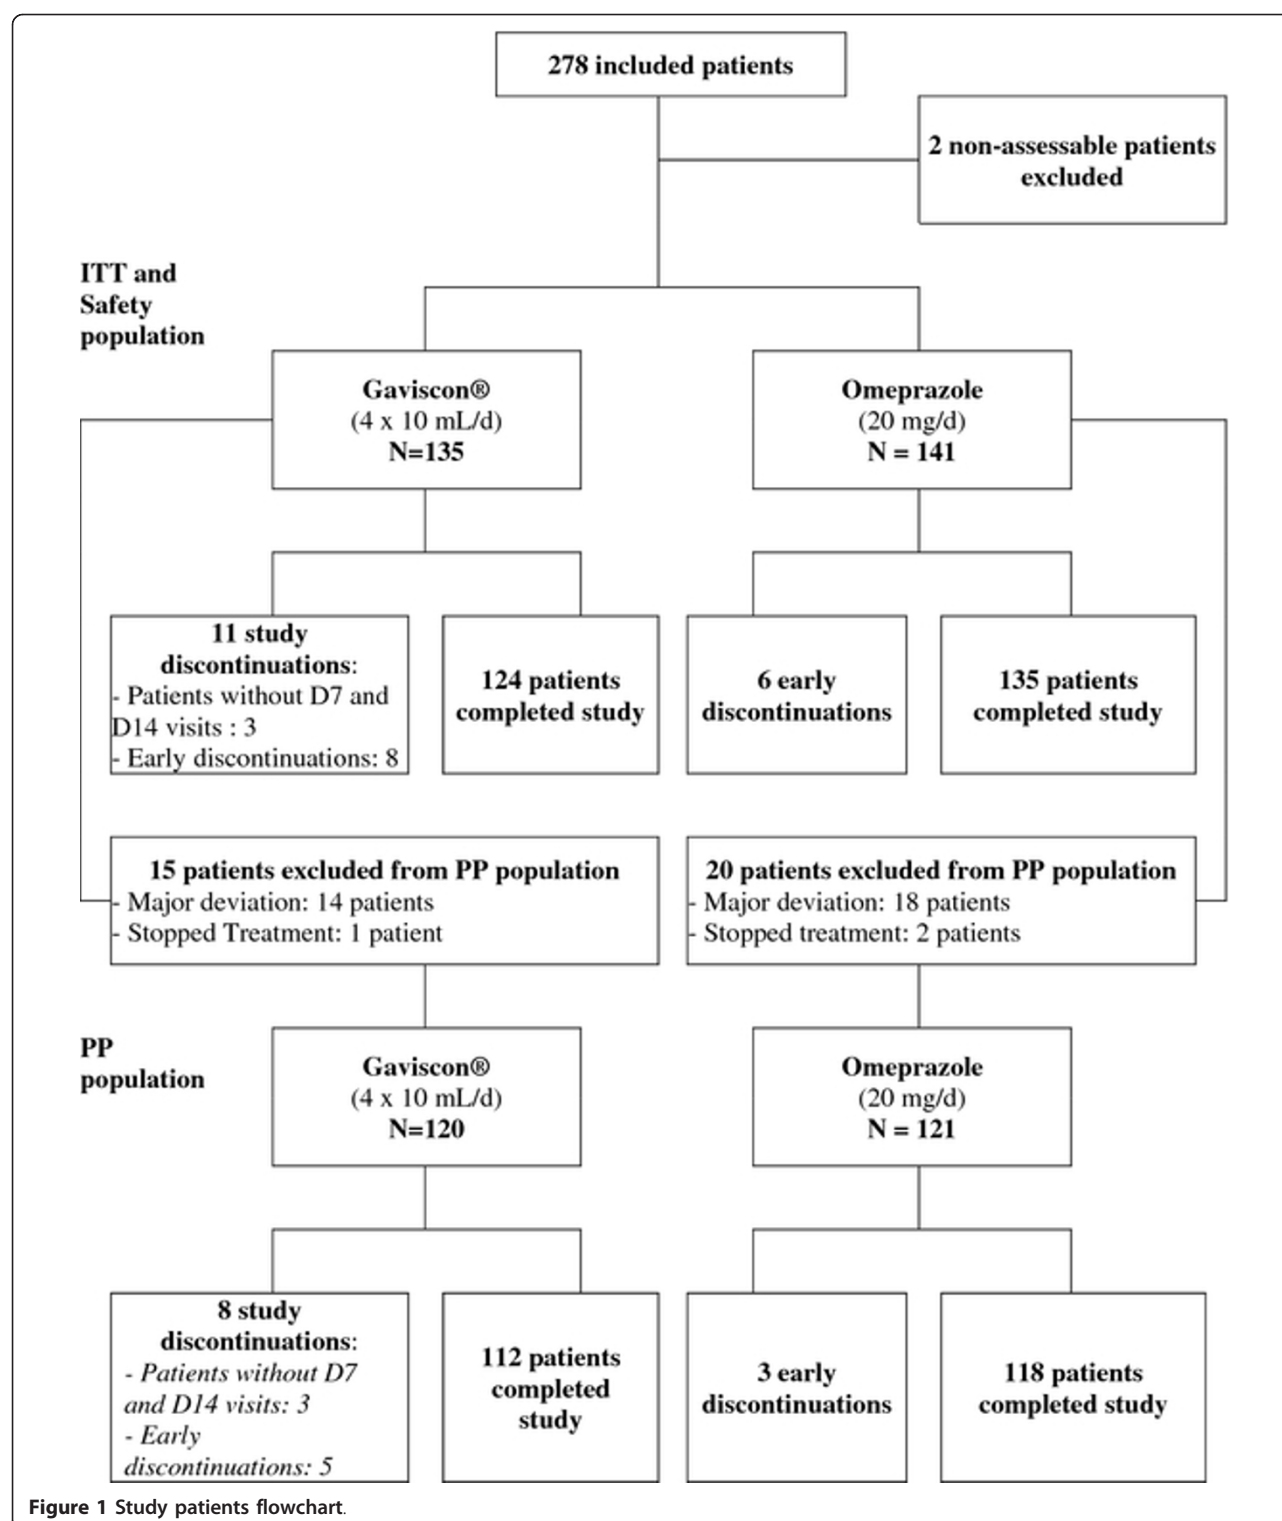 278 included patients
2 non-assessable patients
excluded
ITT and
Safety
population
Gaviscon®
(4 x 10 mL/d)
N=135
Omeprazole
(20 mg/d)
N = 141
11 study
discontinuations:
- Patients without D7 and
D14 visits : 3
- Early discontinuations: 8
124 patients
completed study
6 early
discontinuations
135 patients
completed study
15 patients excluded from PP population
- Major deviation: 14 patients
- Stopped Treatment: 1 patient
20 patients excluded from PP population
- Major deviation: 18 patients
- Stopped treatment: 2 patients
PP
population
Gaviscon®
(4 x 10 mL/d)
N=120
Omeprazole
(20 mg/d)
N = 121
8 study
discontinuations:
- Patients without D7
and D14 visits: 3
- Early
discontinuations: 5
112 patients
completed
study
3 early
discontinuations
118 patients
completed study
Figure 1 Study patients flowchart.